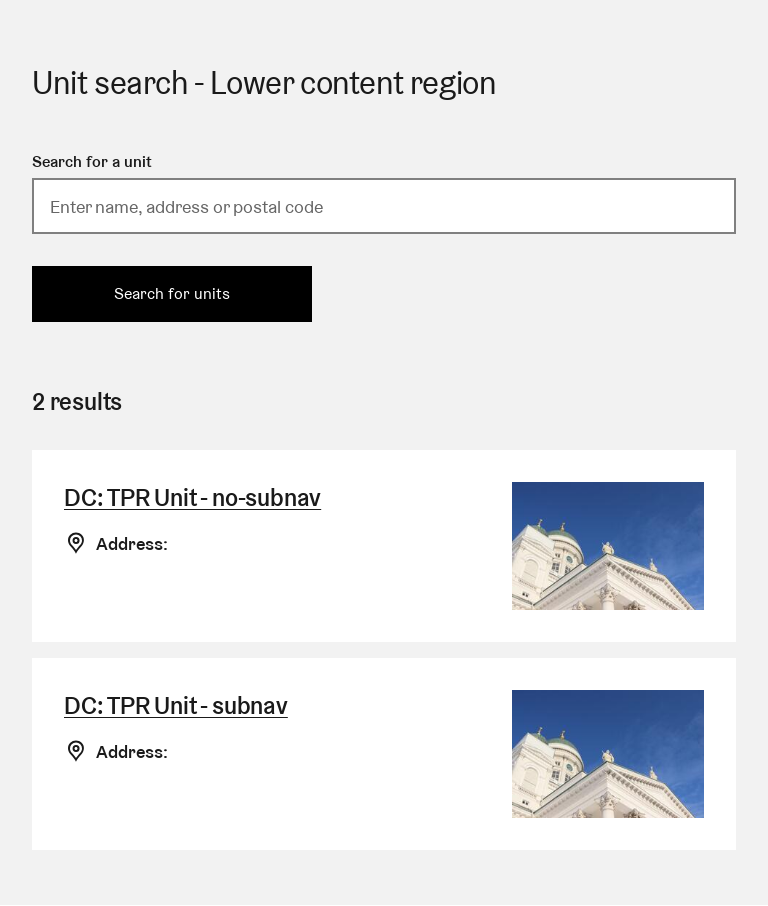 Unit search - Lower content region
Search for a unit
Enter name, address or postal code
Search for units
2 results
DC: TPR Unit - no-subnav
Address:
DC: TPR Unit - subnav
Address: